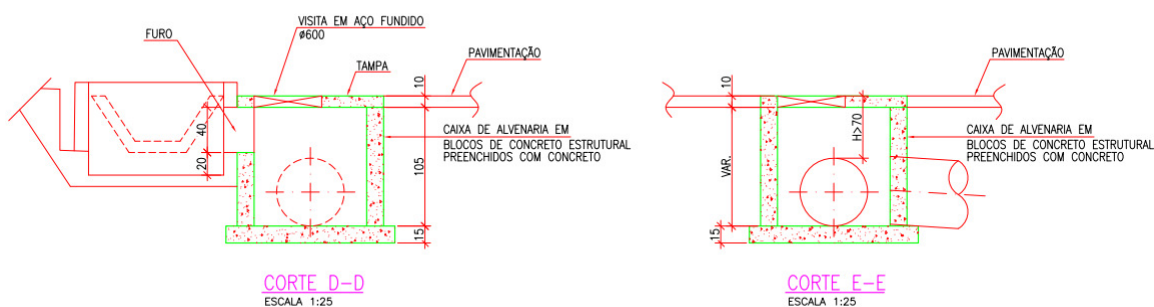 VISITA EM AÇO FUNDIDO
ø600
FURO
TAMPA
PAVIMENTAÇÃO
10
40
20
105
15
CAIXA DE ALVENARIA EM
BLOCOS DE CONCRETO ESTRUTURAL
PREENCHIDOS COM CONCRETO
CORTE D-D
ESCALA 1:25
PAVIMENTAÇÃO
10
H>70
VAR.
15
CAIXA DE ALVENARIA EM
BLOCOS DE CONCRETO ESTRUTURAL
PREENCHIDOS COM CONCRETO
CORTE E-E
ESCALA 1:25